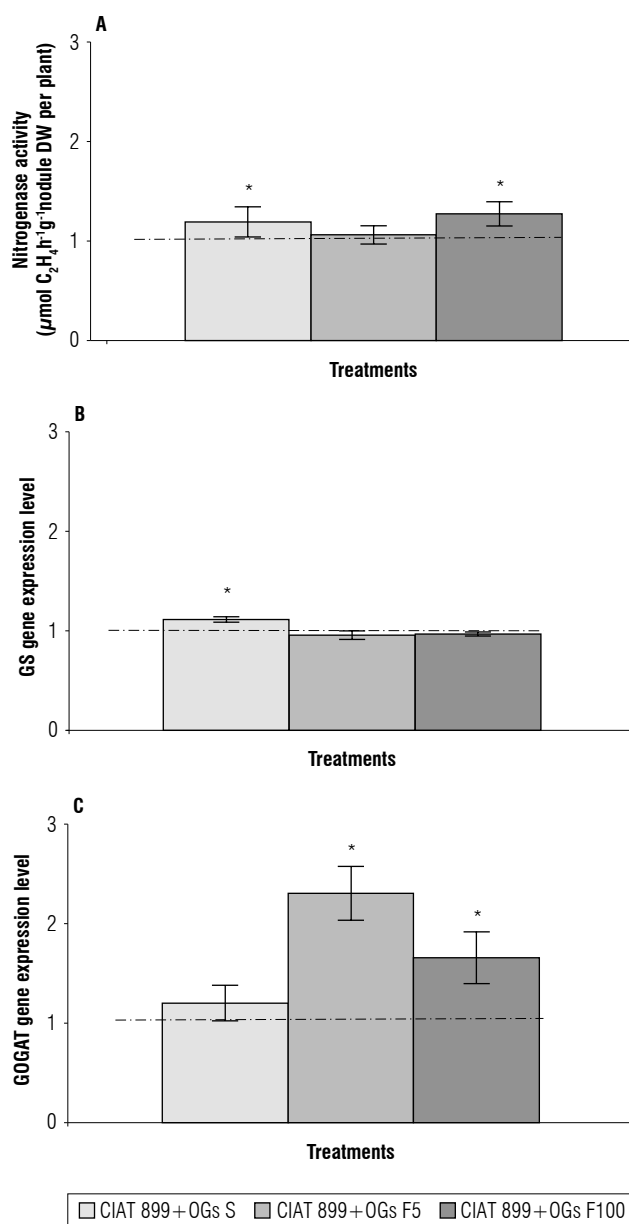 A
3
2
1
0
Nitrogenase activity
(µmol C₂H₄h⁻¹g⁻¹nodule DW per plant)
*
*
Treatments
B
3
2
1
0
GS gene expression level
*
Treatments
C
3
2
1
0
GOGAT gene expression level
*
*
Treatments
CIAT 899+OGs S CIAT 899+OGs F5 CIAT 899+OGs F100